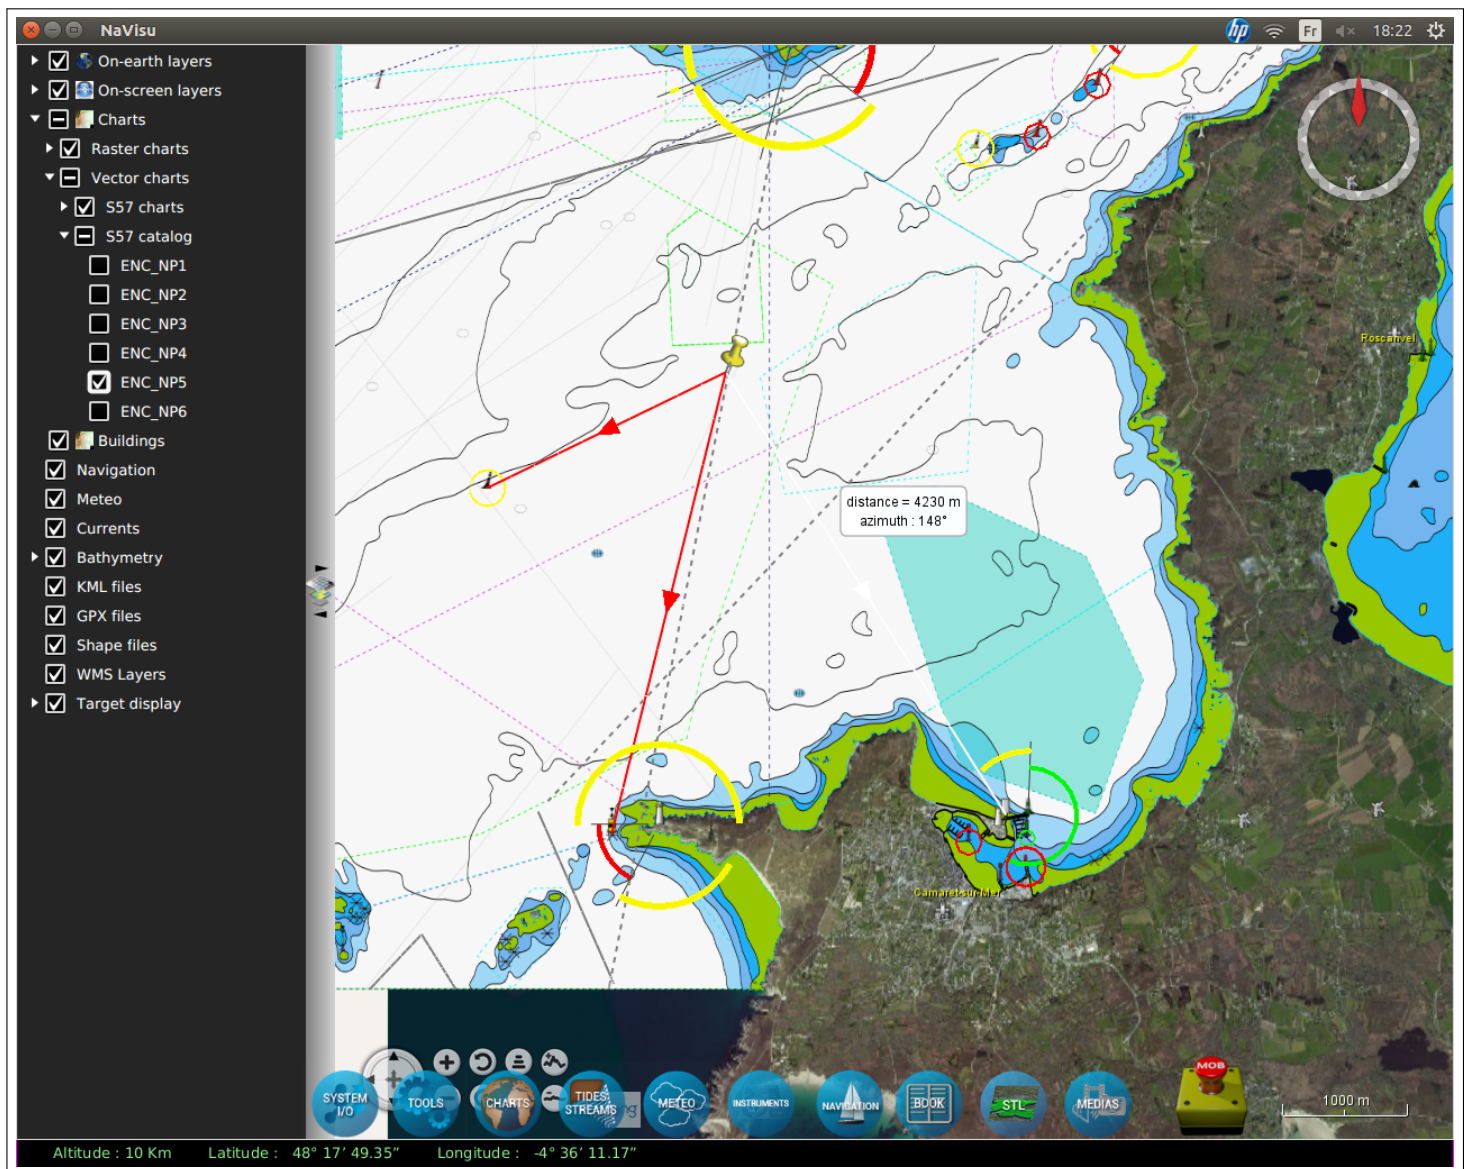 NaVisu
hp
Fr
18:22
On-earth layers
On-screen layers
Charts
Raster charts
Vector charts
S57 charts
S57 catalog
ENC_NP1
ENC_NP2
ENC_NP3
ENC_NP4
ENC_NP5
ENC_NP6
Buildings
Navigation
Meteo
Currents
Bathymetry
KML files
GPX files
Shape files
WMS Layers
Target display
Roscanvel
distance = 4230 m
azimuth : 148°
Camaret-sur-Mer
SYSTEM
I/O
TOOLS
CHARTS
TIDES
STREAMS
METEO
INSTRUMENTS
NAVIGATION
BOOK
STL
MEDIAS
MOB
1000 m
Altitude : 10 Km
Latitude : 48° 17’ 49.35”
Longitude : -4° 36’ 11.17”